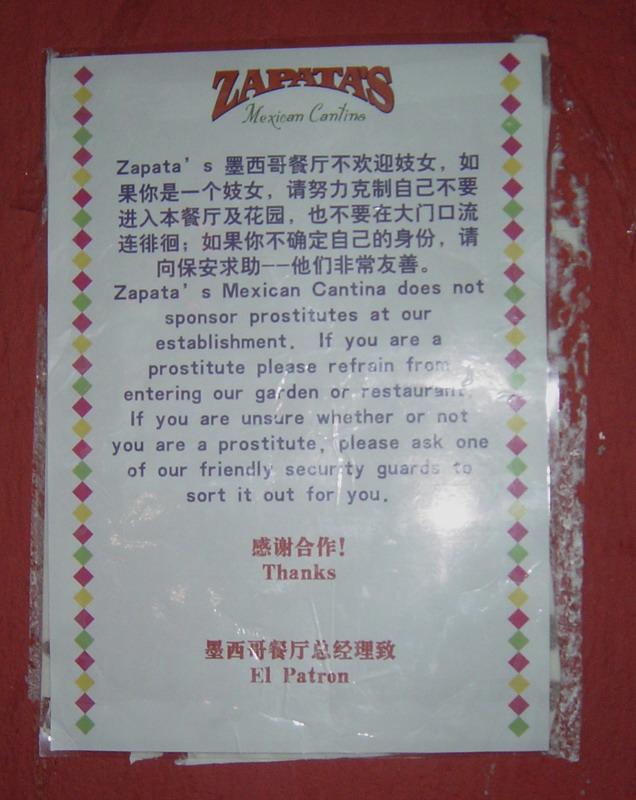 ZAPATA'S
Mexican Cantina
Zapata's 墨西哥餐厅不欢迎妓女，如
果你是一个妓女，请努力克制自己不要
进入本餐厅及花园，也不要在大门口流
连徘徊；如果你不确定自己的身份，请
向保安求助--他们非常友善。
Zapata's Mexican Cantina does not
sponsor prostitutes at our
establishment. If you are a
prostitute please refrain from
entering our garden or restaurant.
If you are unsure whether or not
you are a prostitute, please ask one
of our friendly security guards to
sort it out for you.
感谢合作!
Thanks
墨西哥餐厅总经理致
El Patron